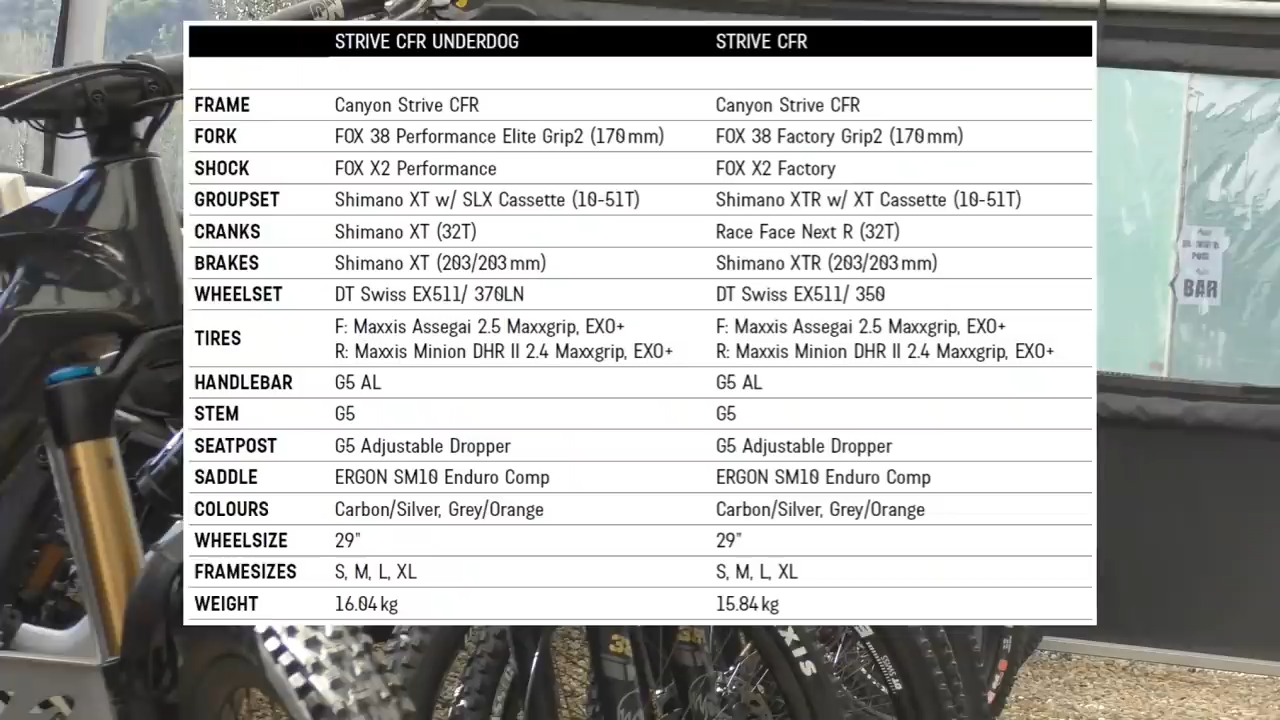 STRIVE CFR UNDERDOG STRIVE CFR
FRAME Canyon Strive CFR Canyon Strive CFR
FORK FOX 38 Performance Elite Grip2 (170mm) FOX 38 Factory Grip2 (170mm)
SHOCK FOX X2 Performance FOX X2 Factory
GROUPSET Shimano XT w/ SLX Cassette (10-51T) Shimano XTR w/ XT Cassette (10-51T)
CRANKS Shimano XT (32T) Race Face Next R (32T)
BRAKES Shimano XT (203/203mm) Shimano XTR (203/203mm)
WHEELSET DT Swiss EX511/ 370LN DT Swiss EX511/ 350
TIRES F: Maxxis Assegai 2.5 Maxxgrip, EXO+ F: Maxxis Assegai 2.5 Maxxgrip, EXO+
R: Maxxis Minion DHR II 2.4 Maxxgrip, EXO+ R: Maxxis Minion DHR II 2.4 Maxxgrip, EXO+
HANDLEBAR G5 AL G5 AL
STEM G5 G5
SEATPOST G5 Adjustable Dropper G5 Adjustable Dropper
SADDLE ERGON SM10 Enduro Comp ERGON SM10 Enduro Comp
COLOURS Carbon/Silver, Grey/Orange Carbon/Silver, Grey/Orange
WHEELSIZE 29" 29"
FRAMESIZES S, M, L, XL S, M, L, XL
WEIGHT 16.04kg 15.84kg
BAR